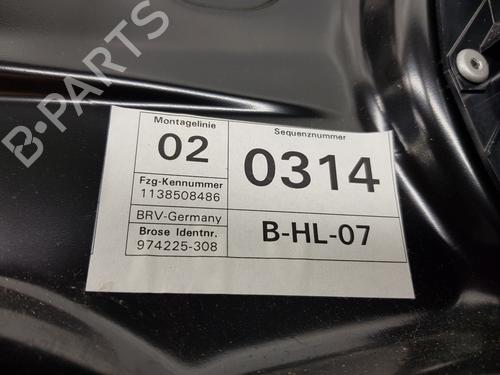 B-PARTS
Montagelinie
02
Fzg-Kennummer
1138508486
BRV-Germany
Brose Identnr.
974225-308
Sequenznummer
0314
B-HL-07